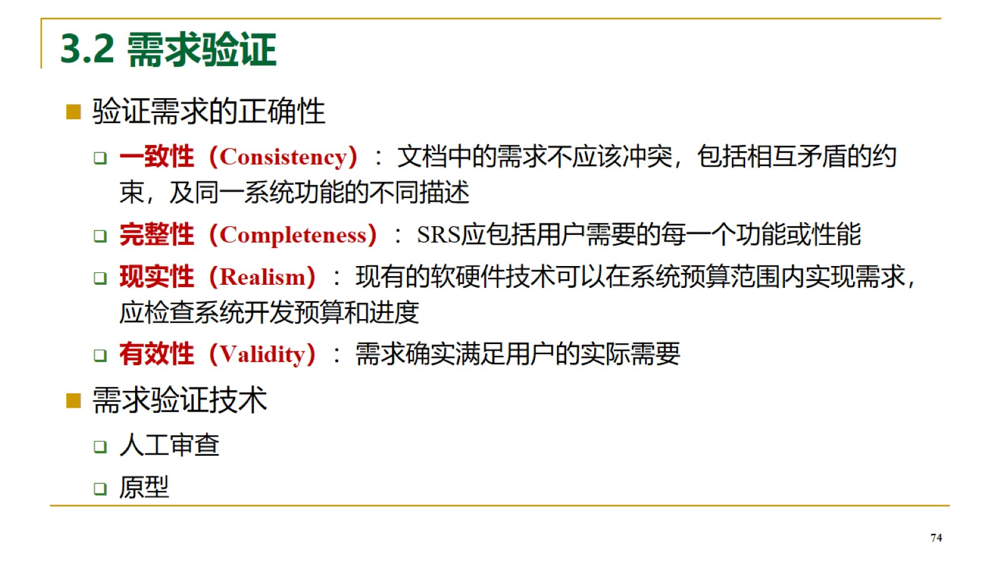 3.2 需求验证
验证需求的正确性
一致性（Consistency）：文档中的需求不应该冲突，包括相互矛盾的约
束，及同一系统功能的不同描述
完整性（Completeness）：SRS应包括用户需要的每一个功能或性能
现实性（Realism）：现有的软硬件技术可以在系统预算范围内实现需求，
应检查系统开发预算和进度
有效性（Validity）：需求确实满足用户的实际需要
需求验证技术
人工审查
原型
74